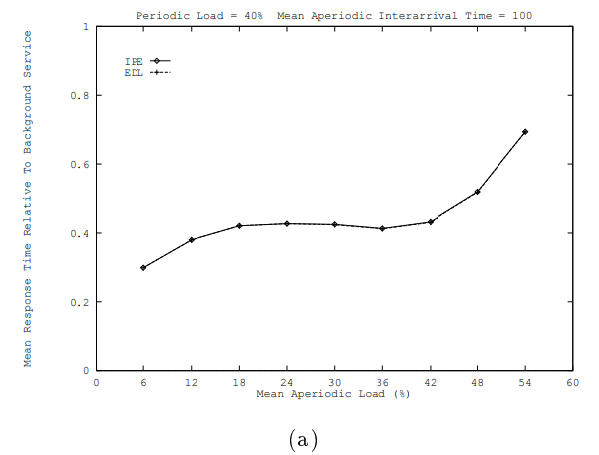 Periodic Load = 40%  Mean Aperiodic Interarrival Time = 100
Mean Response Time Relative To Background Service
IPE
EDL
1
0.8
0.6
0.4
0.2
0
0 6 12 18 24 30 36 42 48 54 60
Mean Aperiodic Load (%)
(a)